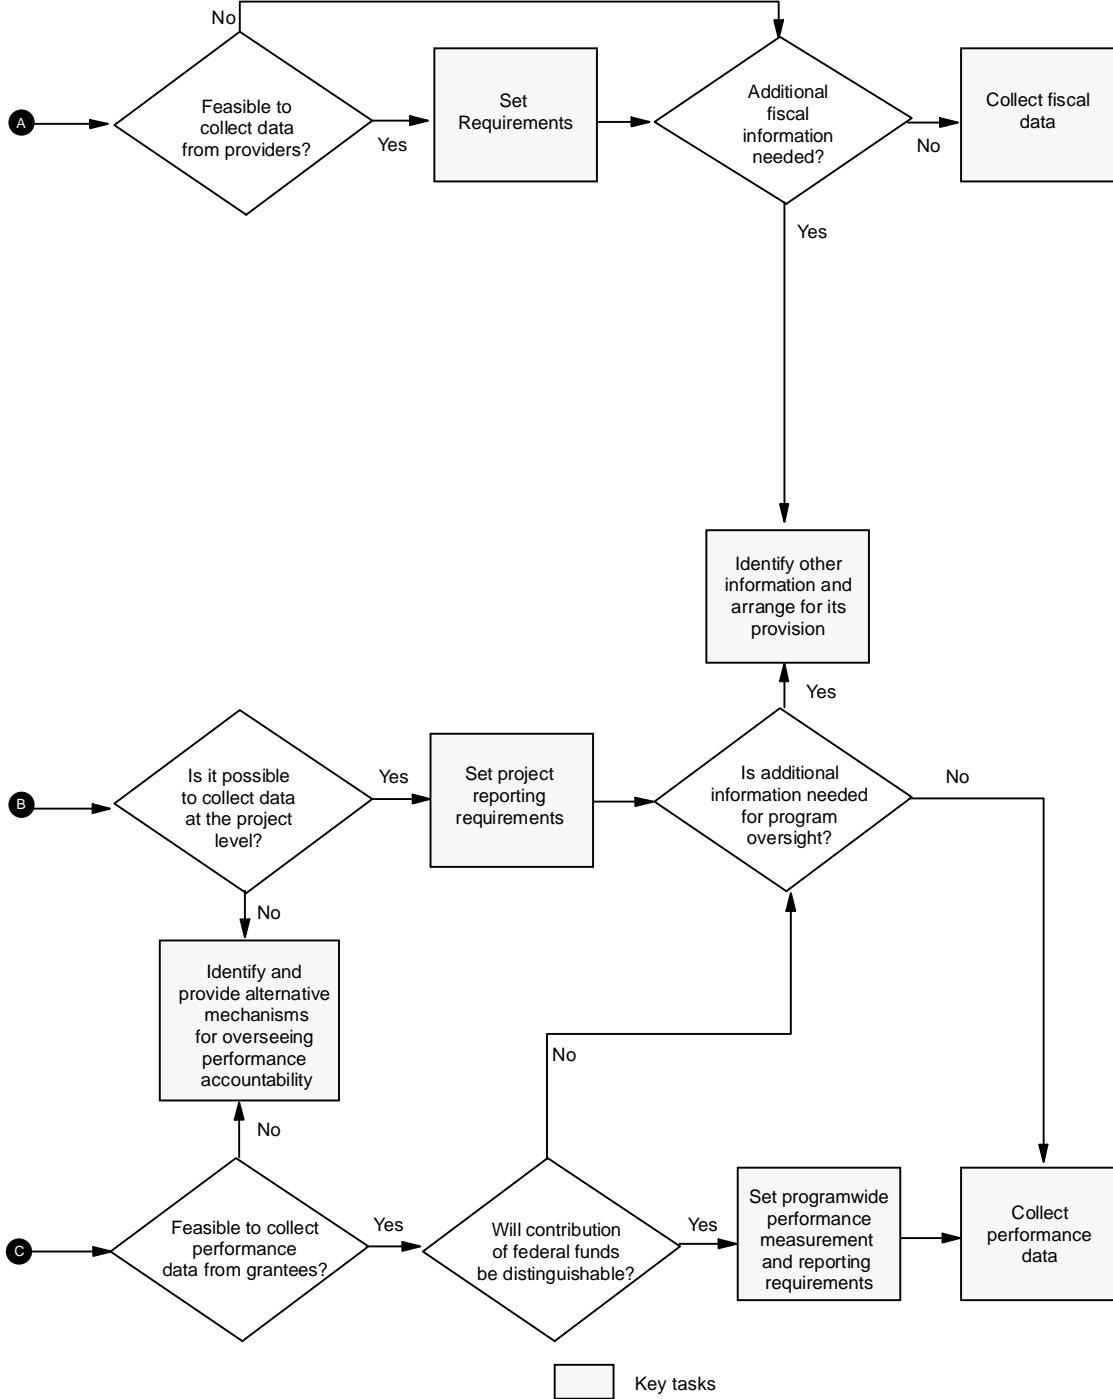 No
A
Feasible to
collect data
from providers?
Yes
Set
Requirements
Additional
fiscal
information
needed?
No
Collect fiscal
data
Yes
Identify other
information and
arrange for its
provision
Yes
B
Is it possible
to collect data
at the project
level?
Yes
Set project
reporting
requirements
Is additional
information needed
for program
oversight?
No
No
Identify and
provide alternative
mechanisms
for overseeing
performance
accountability
No
No
C
Feasible to collect
performance
data from grantees?
Yes
Will contribution
of federal funds
be distinguishable?
Yes
Set programwide
performance
measurement
and reporting
requirements
Collect
performance
data
Key tasks